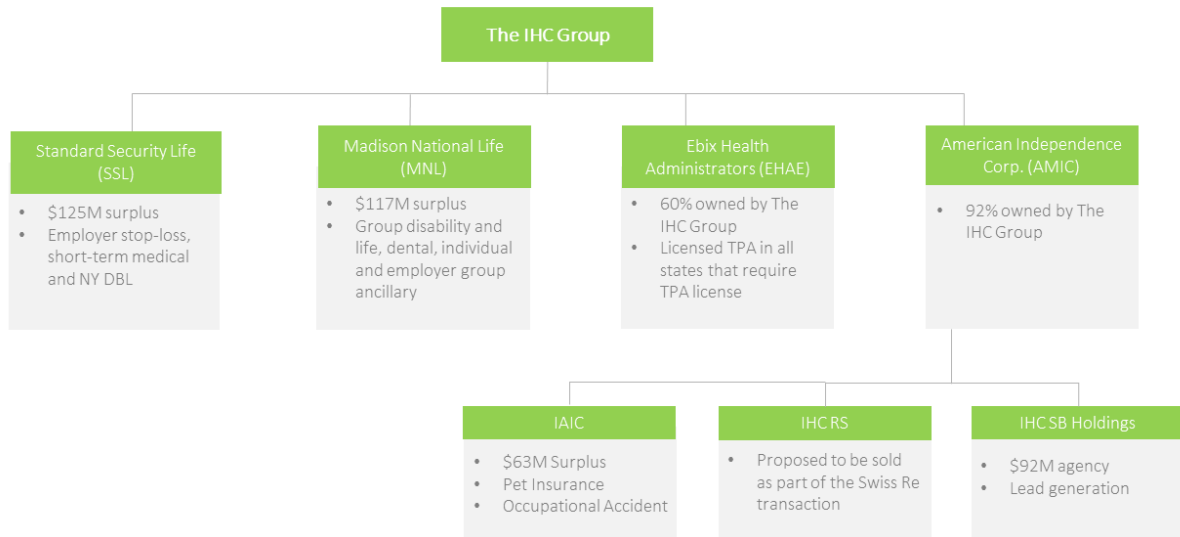 The IHC Group
Standard Security Life
(SSL)
• $125M surplus
• Employer stop-loss,
short-term medical
and NY DBL
Madison National Life
(MNL)
• $117M surplus
• Group disability and
life, dental, individual
and employer group
ancillary
Ebix Health
Administrators (EHAE)
• 60% owned by The
IHC Group
• Licensed TPA in all
states that require
TPA license
American Independence
Corp. (AMIC)
• 92% owned by The
IHC Group
IAIC
• $63M Surplus
• Pet Insurance
• Occupational Accident
IHC RS
• Proposed to be sold
as part of the Swiss Re
transaction
IHC SB Holdings
• $92M agency
• Lead generation